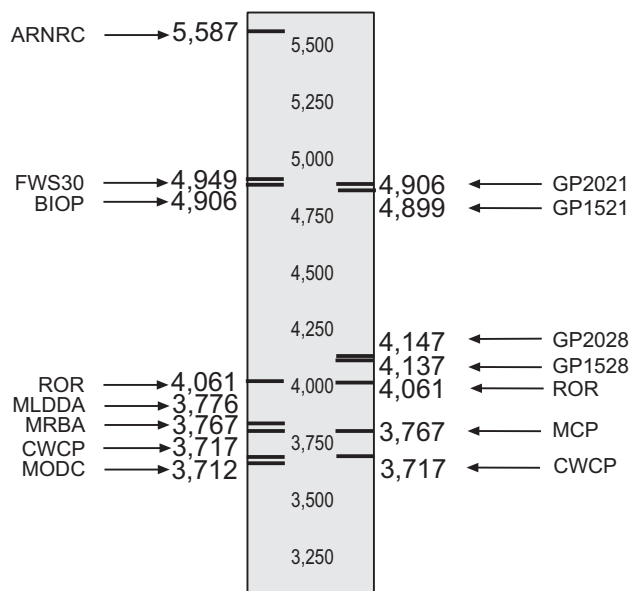 ARNRC 5,587
5,500
5,250
5,000
FWS30 4,949 4,906 GP2021
BIOP 4,906 4,899 GP1521
4,750
4,500
4,250
4,147 GP2028
4,137 GP1528
ROR 4,061 4,000 4,061 ROR
MLDDA 3,776
MRBA 3,767 3,767 MCP
3,750
CWCP 3,717 3,717 CWCP
MODC 3,712
3,500
3,250